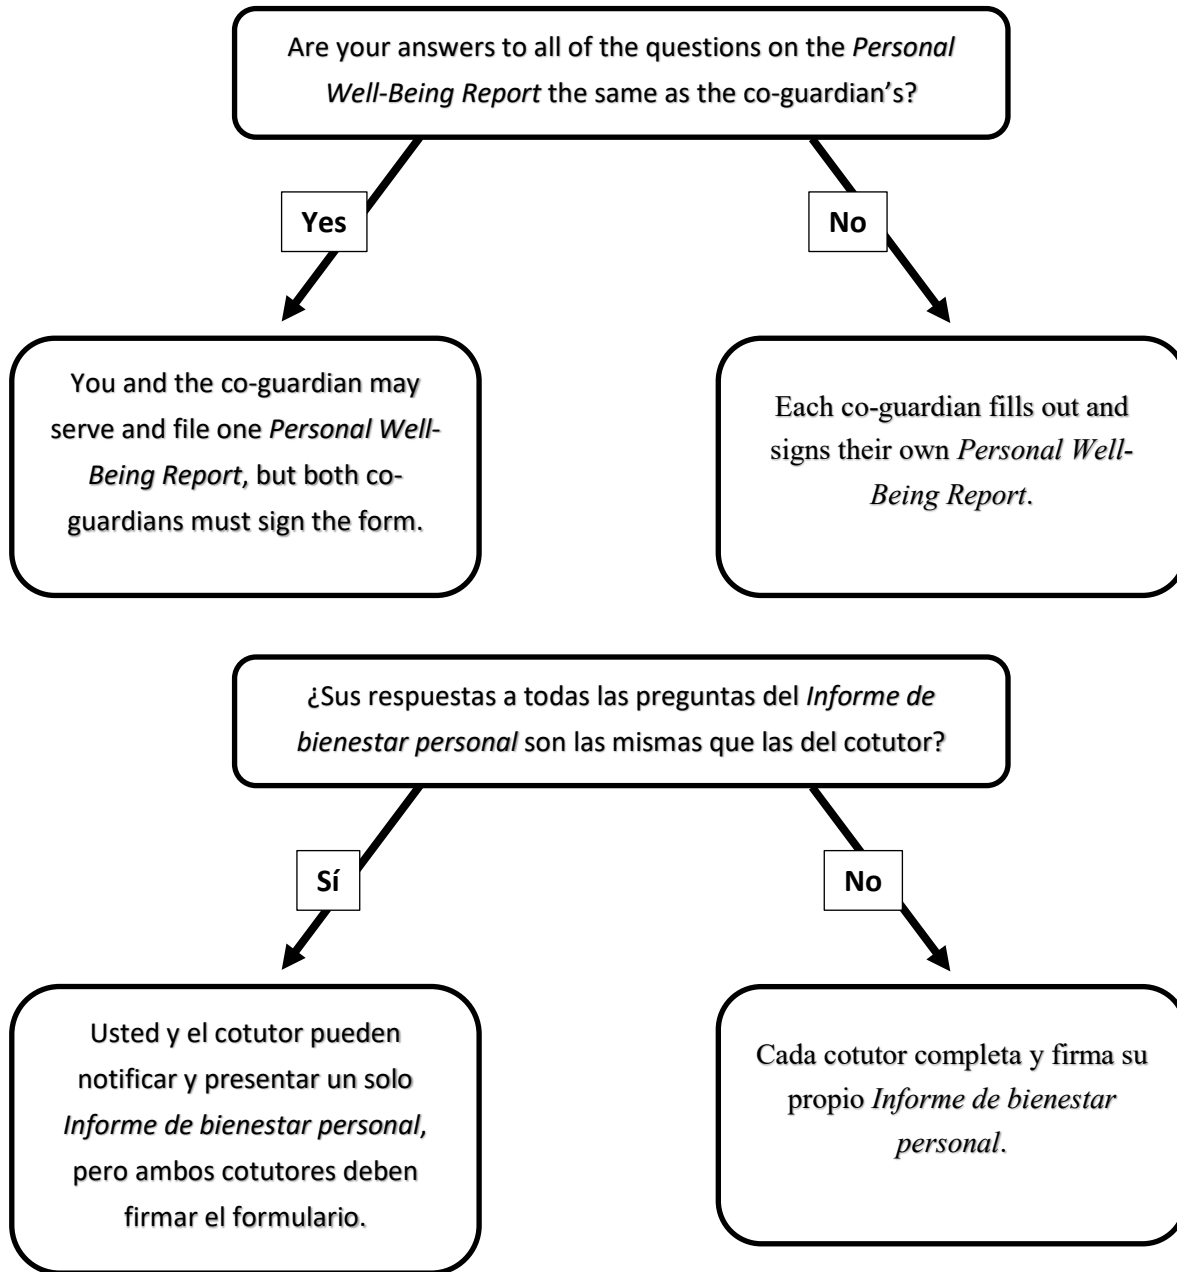 Are your answers to all of the questions on the Personal
Well-Being Report the same as the co-guardian’s?
Yes
No
You and the co-guardian may
serve and file one Personal Well-
Being Report, but both co-
guardians must sign the form.
Each co-guardian fills out and
signs their own Personal Well-
Being Report.
¿Sus respuestas a todas las preguntas del Informe de
bienestar personal son las mismas que las del cotutor?
Sí
No
Usted y el cotutor pueden
notificar y presentar un solo
Informe de bienestar personal,
pero ambos cotutores deben
firmar el formulario.
Cada cotutor completa y firma su
propio Informe de bienestar
personal.